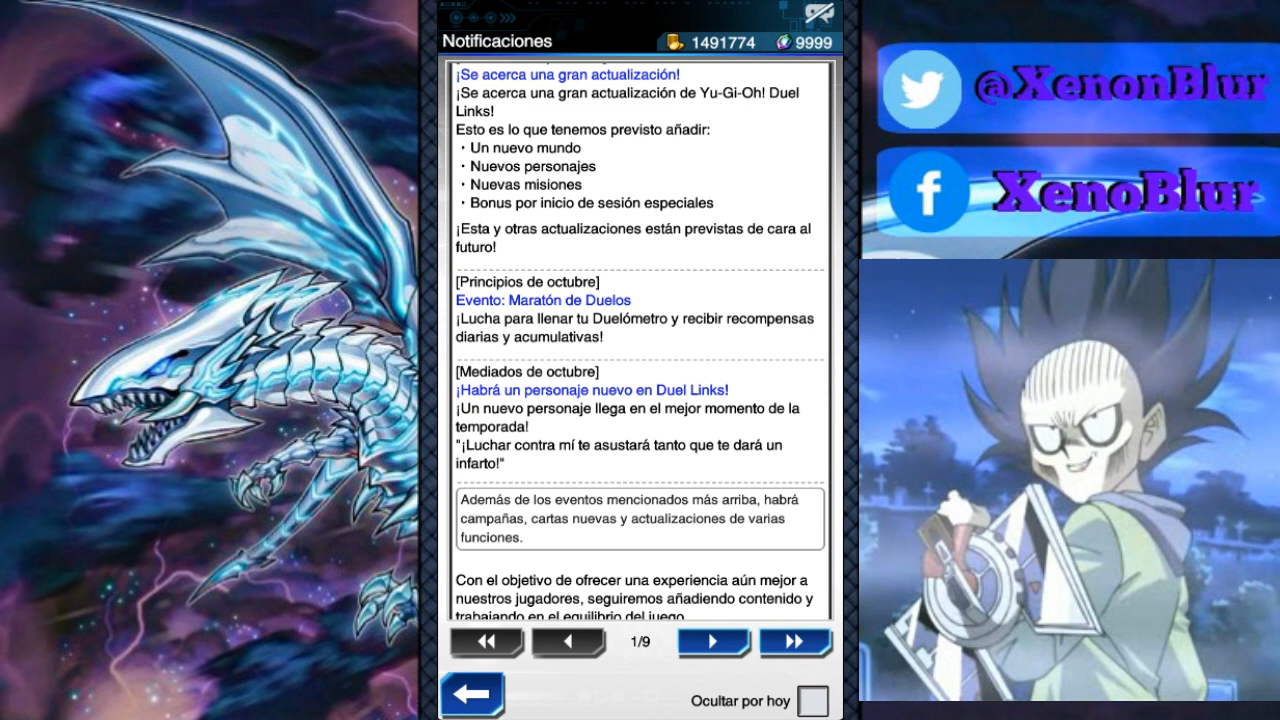 Notificaciones
1491774
9999
¡Se acerca una gran actualización!
¡Se acerca una gran actualización de Yu-Gi-Oh! Duel
Links!
Esto es lo que tenemos previsto añadir:
・Un nuevo mundo
・Nuevos personajes
・Nuevas misiones
・Bonus por inicio de sesión especiales
¡Esta y otras actualizaciones están previstas de cara al
futuro!
[Principios de octubre]
Evento: Maratón de Duelos
¡Lucha para llenar tu Duelómetro y recibir recompensas
diarias y acumulativas!
[Mediados de octubre]
¡Habrá un personaje nuevo en Duel Links!
¡Un nuevo personaje llega en el mejor momento de la
temporada!
"¡Luchar contra mí te asustará tanto que te dará un
infarto!"
Además de los eventos mencionados más arriba, habrá
campañas, cartas nuevas y actualizaciones de varias
funciones.
Con el objetivo de ofrecer una experiencia aún mejor a
nuestros jugadores, seguiremos añadiendo contenido y
trabajando en el equilibrio del juego
1/9
Ocultar por hoy
@XenonBlur
XenoBlur